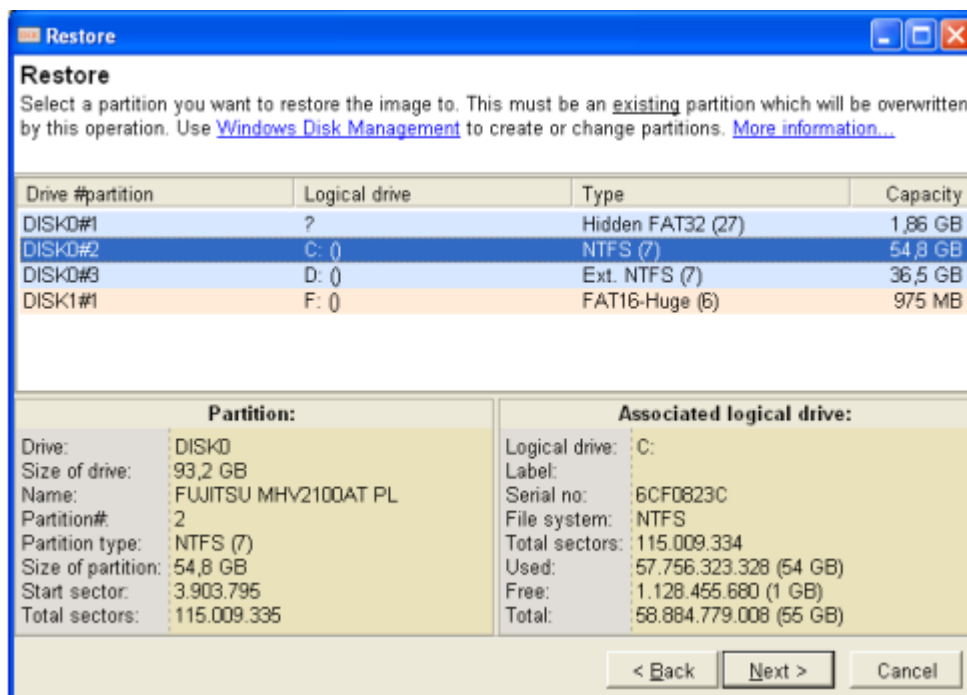 Restore
Restore
Select a partition you want to restore the image to. This must be an existing partition which will be overwritten
by this operation. Use Windows Disk Management to create or change partitions. More information...
Drive #partition Logical drive Type Capacity
DISK0#1 ? Hidden FAT32 (27) 1,86 GB
DISK0#2 C: () NTFS (7) 54,8 GB
DISK0#3 D: () Ext. NTFS (7) 36,5 GB
DISK1#1 F: () FAT16-Huge (6) 975 MB
Partition: Associated logical drive:
Drive: DISK0 Logical drive: C:
Size of drive: 93,2 GB Label:
Name: FUJITSU MHV2100AT PL Serial no: 6CF0823C
Partition#: 2 File system: NTFS
Partition type: NTFS (7) Total sectors: 115.009.334
Size of partition: 54,8 GB Used: 57.756.323.328 (54 GB)
Start sector: 3.903.795 Free: 1.128.455.680 (1 GB)
Total sectors: 115.009.335 Total: 58.884.779.008 (55 GB)
< Back Next > Cancel